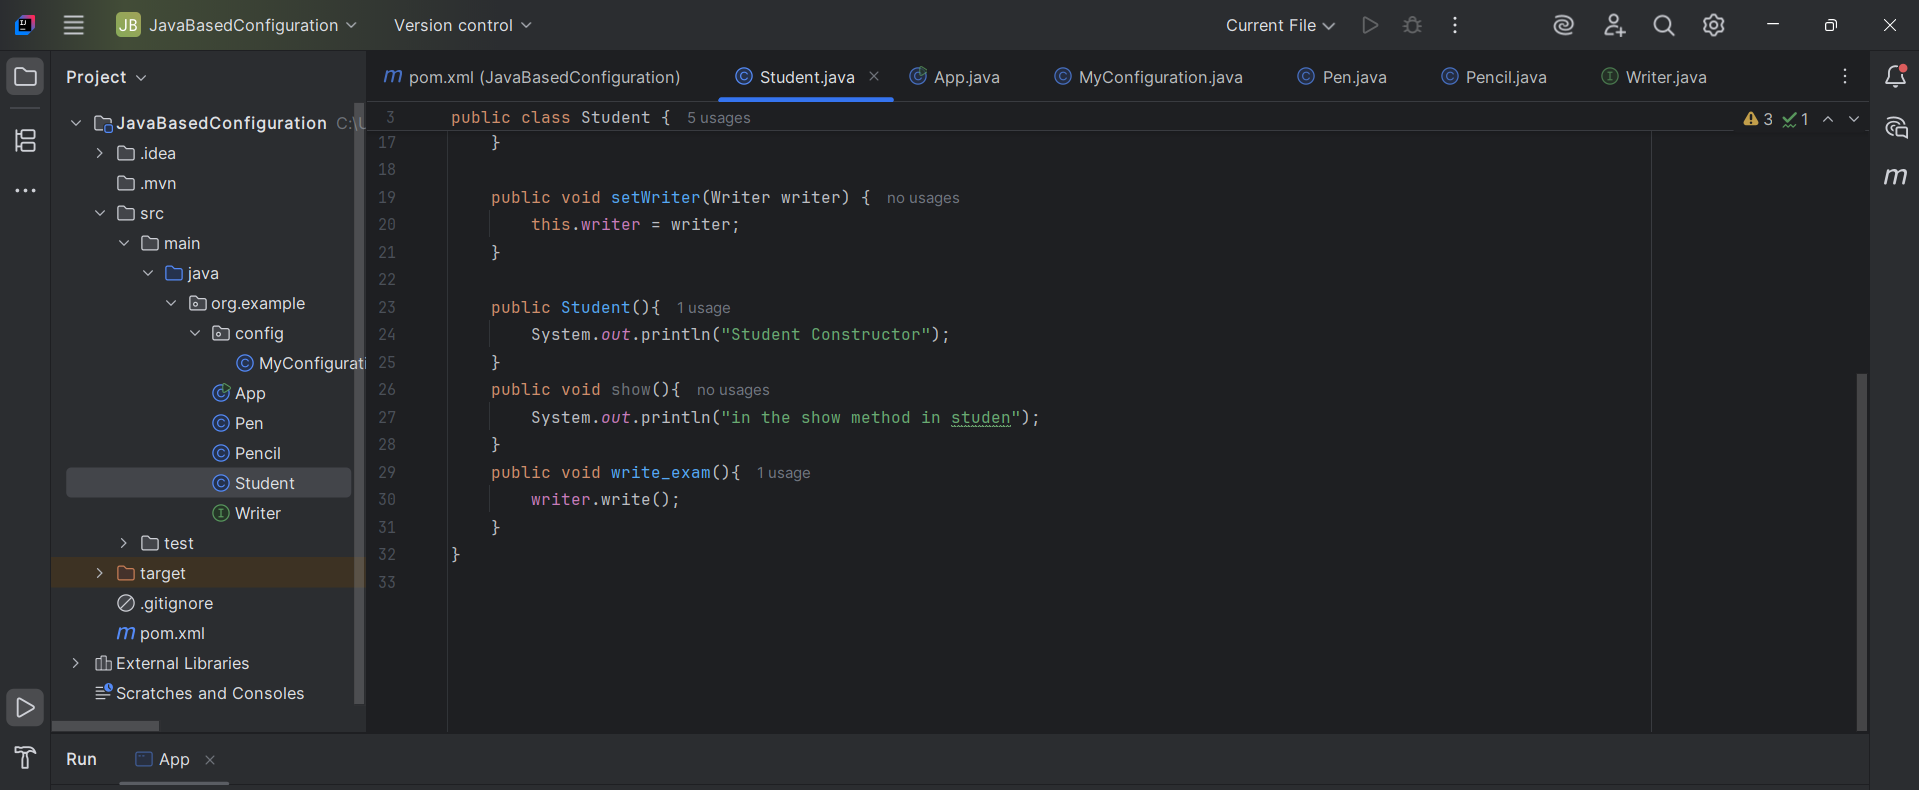 JB JavaBasedConfiguration Version control Current File
Project
pom.xml (JavaBasedConfiguration) Student.java App.java MyConfiguration.java Pen.java Pencil.java Writer.java
JavaBasedConfiguration C:\U
.idea
.mvn
src
main
java
org.example
config
MyConfigurati
App
Pen
Pencil
Student
Writer
test
target
.gitignore
pom.xml
External Libraries
Scratches and Consoles
3 public class Student { 5 usages
3 1
17 }
18
19 public void setWriter(Writer writer) { no usages
20 this.writer = writer;
21 }
22
23 public Student(){ 1 usage
24 System.out.println("Student Constructor");
25 }
26 public void show(){ no usages
27 System.out.println("in the show method in studen");
28 }
29 public void write_exam(){ 1 usage
30 writer.write();
31 }
32 }
33
Run App